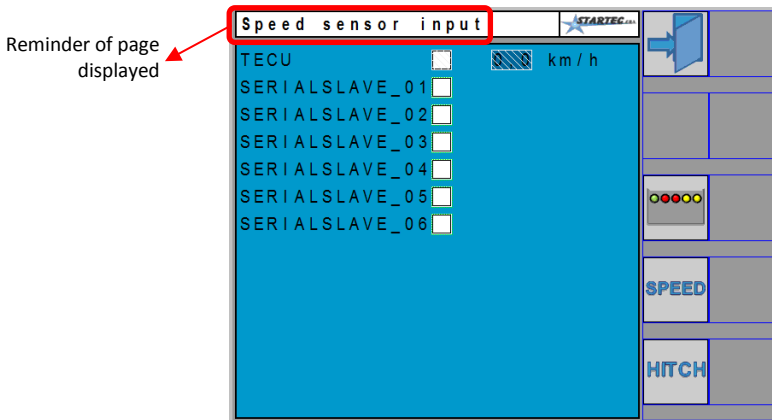 Reminder of page
displayed
Speed sensor input
STARTEC
TECU km/h
SERIALSLAVE_01
SERIALSLAVE_02
SERIALSLAVE_03
SERIALSLAVE_04
SERIALSLAVE_05
SERIALSLAVE_06
SPEED
HITCH